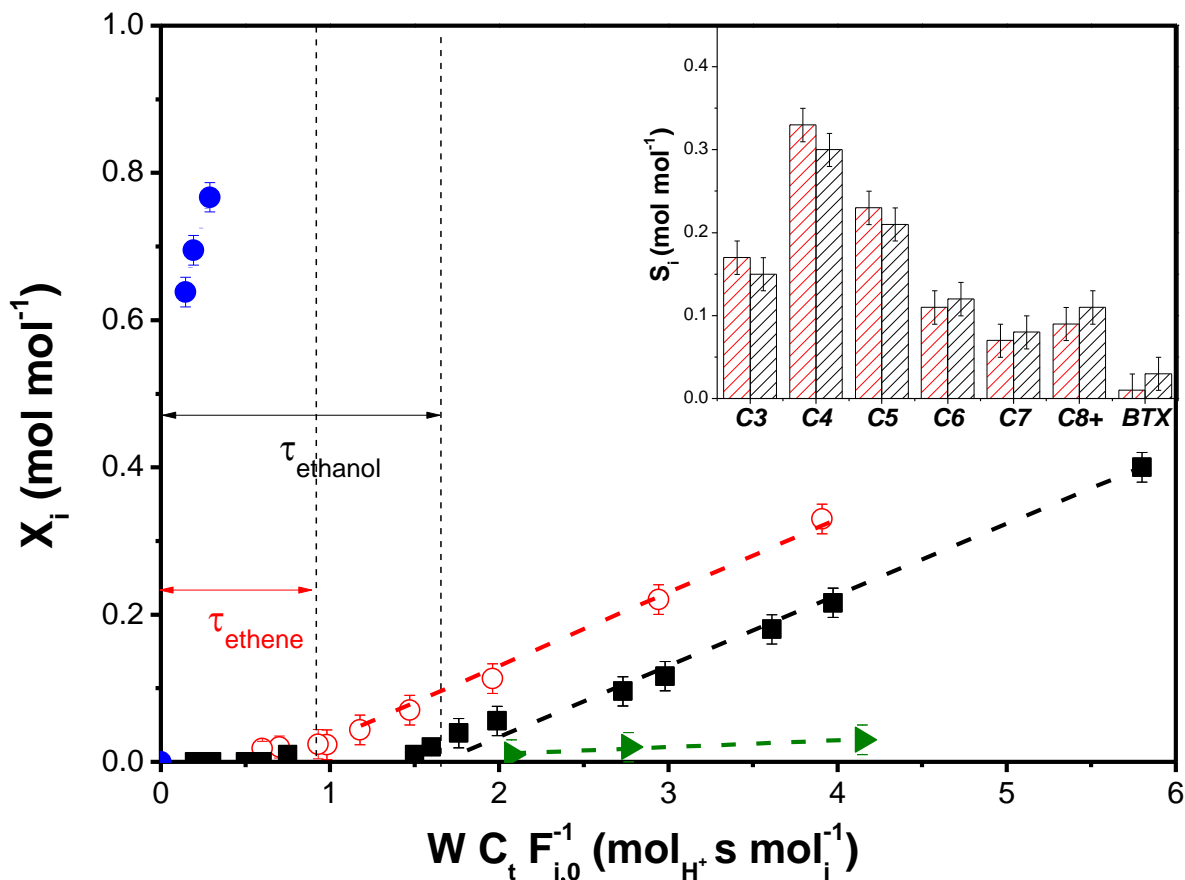 1.0
0.8
0.6
0.4
0.2
0.0
X_i (mol mol^-1)
0 1 2 3 4 5 6
W C_t F_i,0^-1 (mol_H+ s mol_i^-1)
τ_ethanol
τ_ethene
0.4
0.3
0.2
0.1
0.0
S_i (mol mol^-1)
C3 C4 C5 C6 C7 C8+ BTX